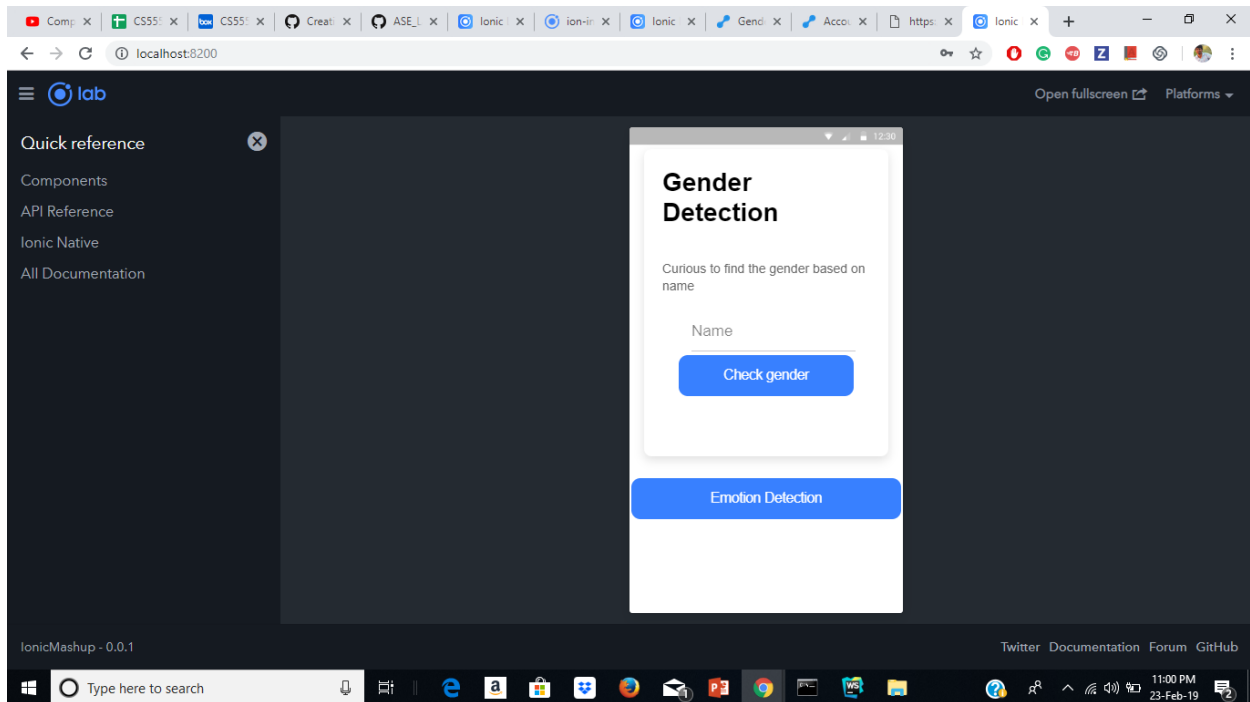 Comp
CS555
CS555
Creati
ASE_L
Ionic
ion-in
Ionic
Gend
Accou
https:
Ionic
localhost:8200
lab
Open fullscreen
Platforms
Quick reference
Components
API Reference
Ionic Native
All Documentation
12:30
Gender
Detection
Curious to find the gender based on
name
Name
Check gender
Emotion Detection
IonicMashup - 0.0.1
Twitter Documentation Forum GitHub
Type here to search
11:00 PM
23-Feb-19